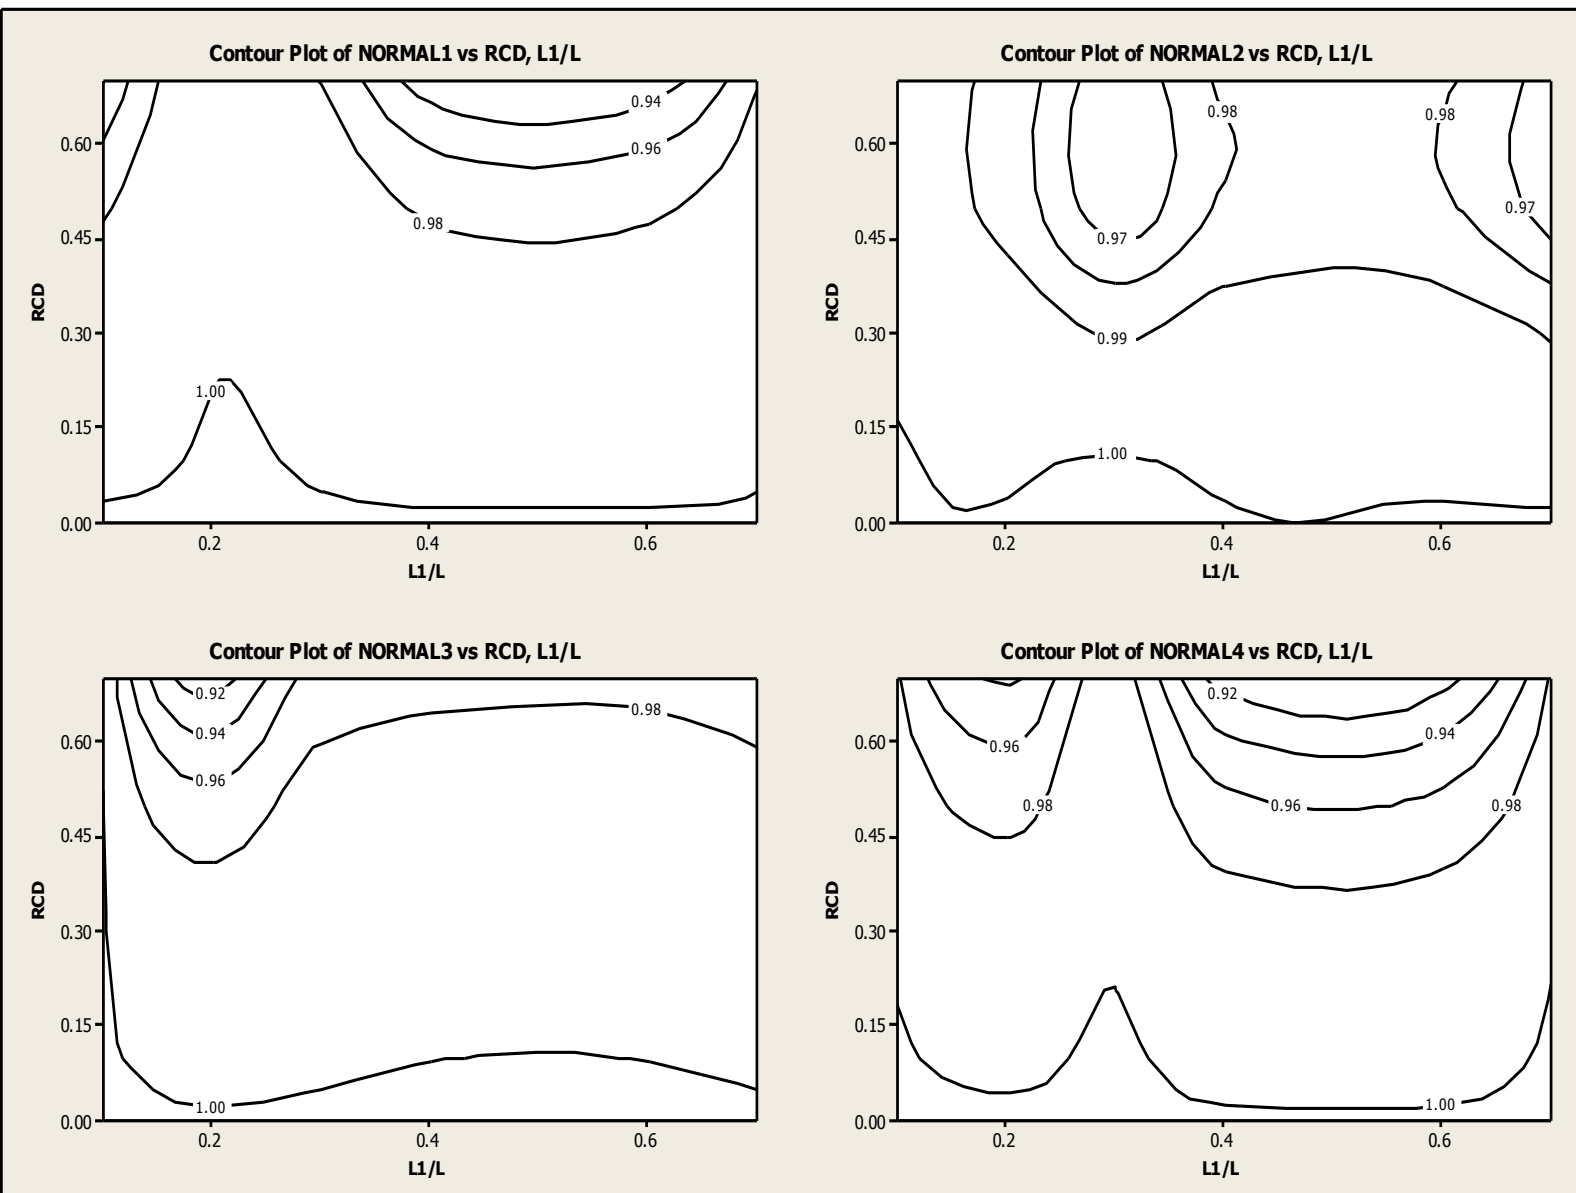 Contour Plot of NORMAL1 vs RCD, L1/L
0.94
0.60
0.96
0.45
0.98
RCD
0.30
1.00
0.15
0.00
0.2 0.4 0.6
L1/L
Contour Plot of NORMAL2 vs RCD, L1/L
0.98 0.98
0.60
0.97
0.45
0.97
RCD
0.30
0.99
0.15
1.00
0.00
0.2 0.4 0.6
L1/L
Contour Plot of NORMAL3 vs RCD, L1/L
0.92
0.98
0.94
0.60
0.96
0.45
RCD
0.30
0.15
1.00
0.00
0.2 0.4 0.6
L1/L
Contour Plot of NORMAL4 vs RCD, L1/L
0.92
0.94
0.60
0.96
0.98 0.96 0.98
0.45
RCD
0.30
0.15
1.00
0.00
0.2 0.4 0.6
L1/L